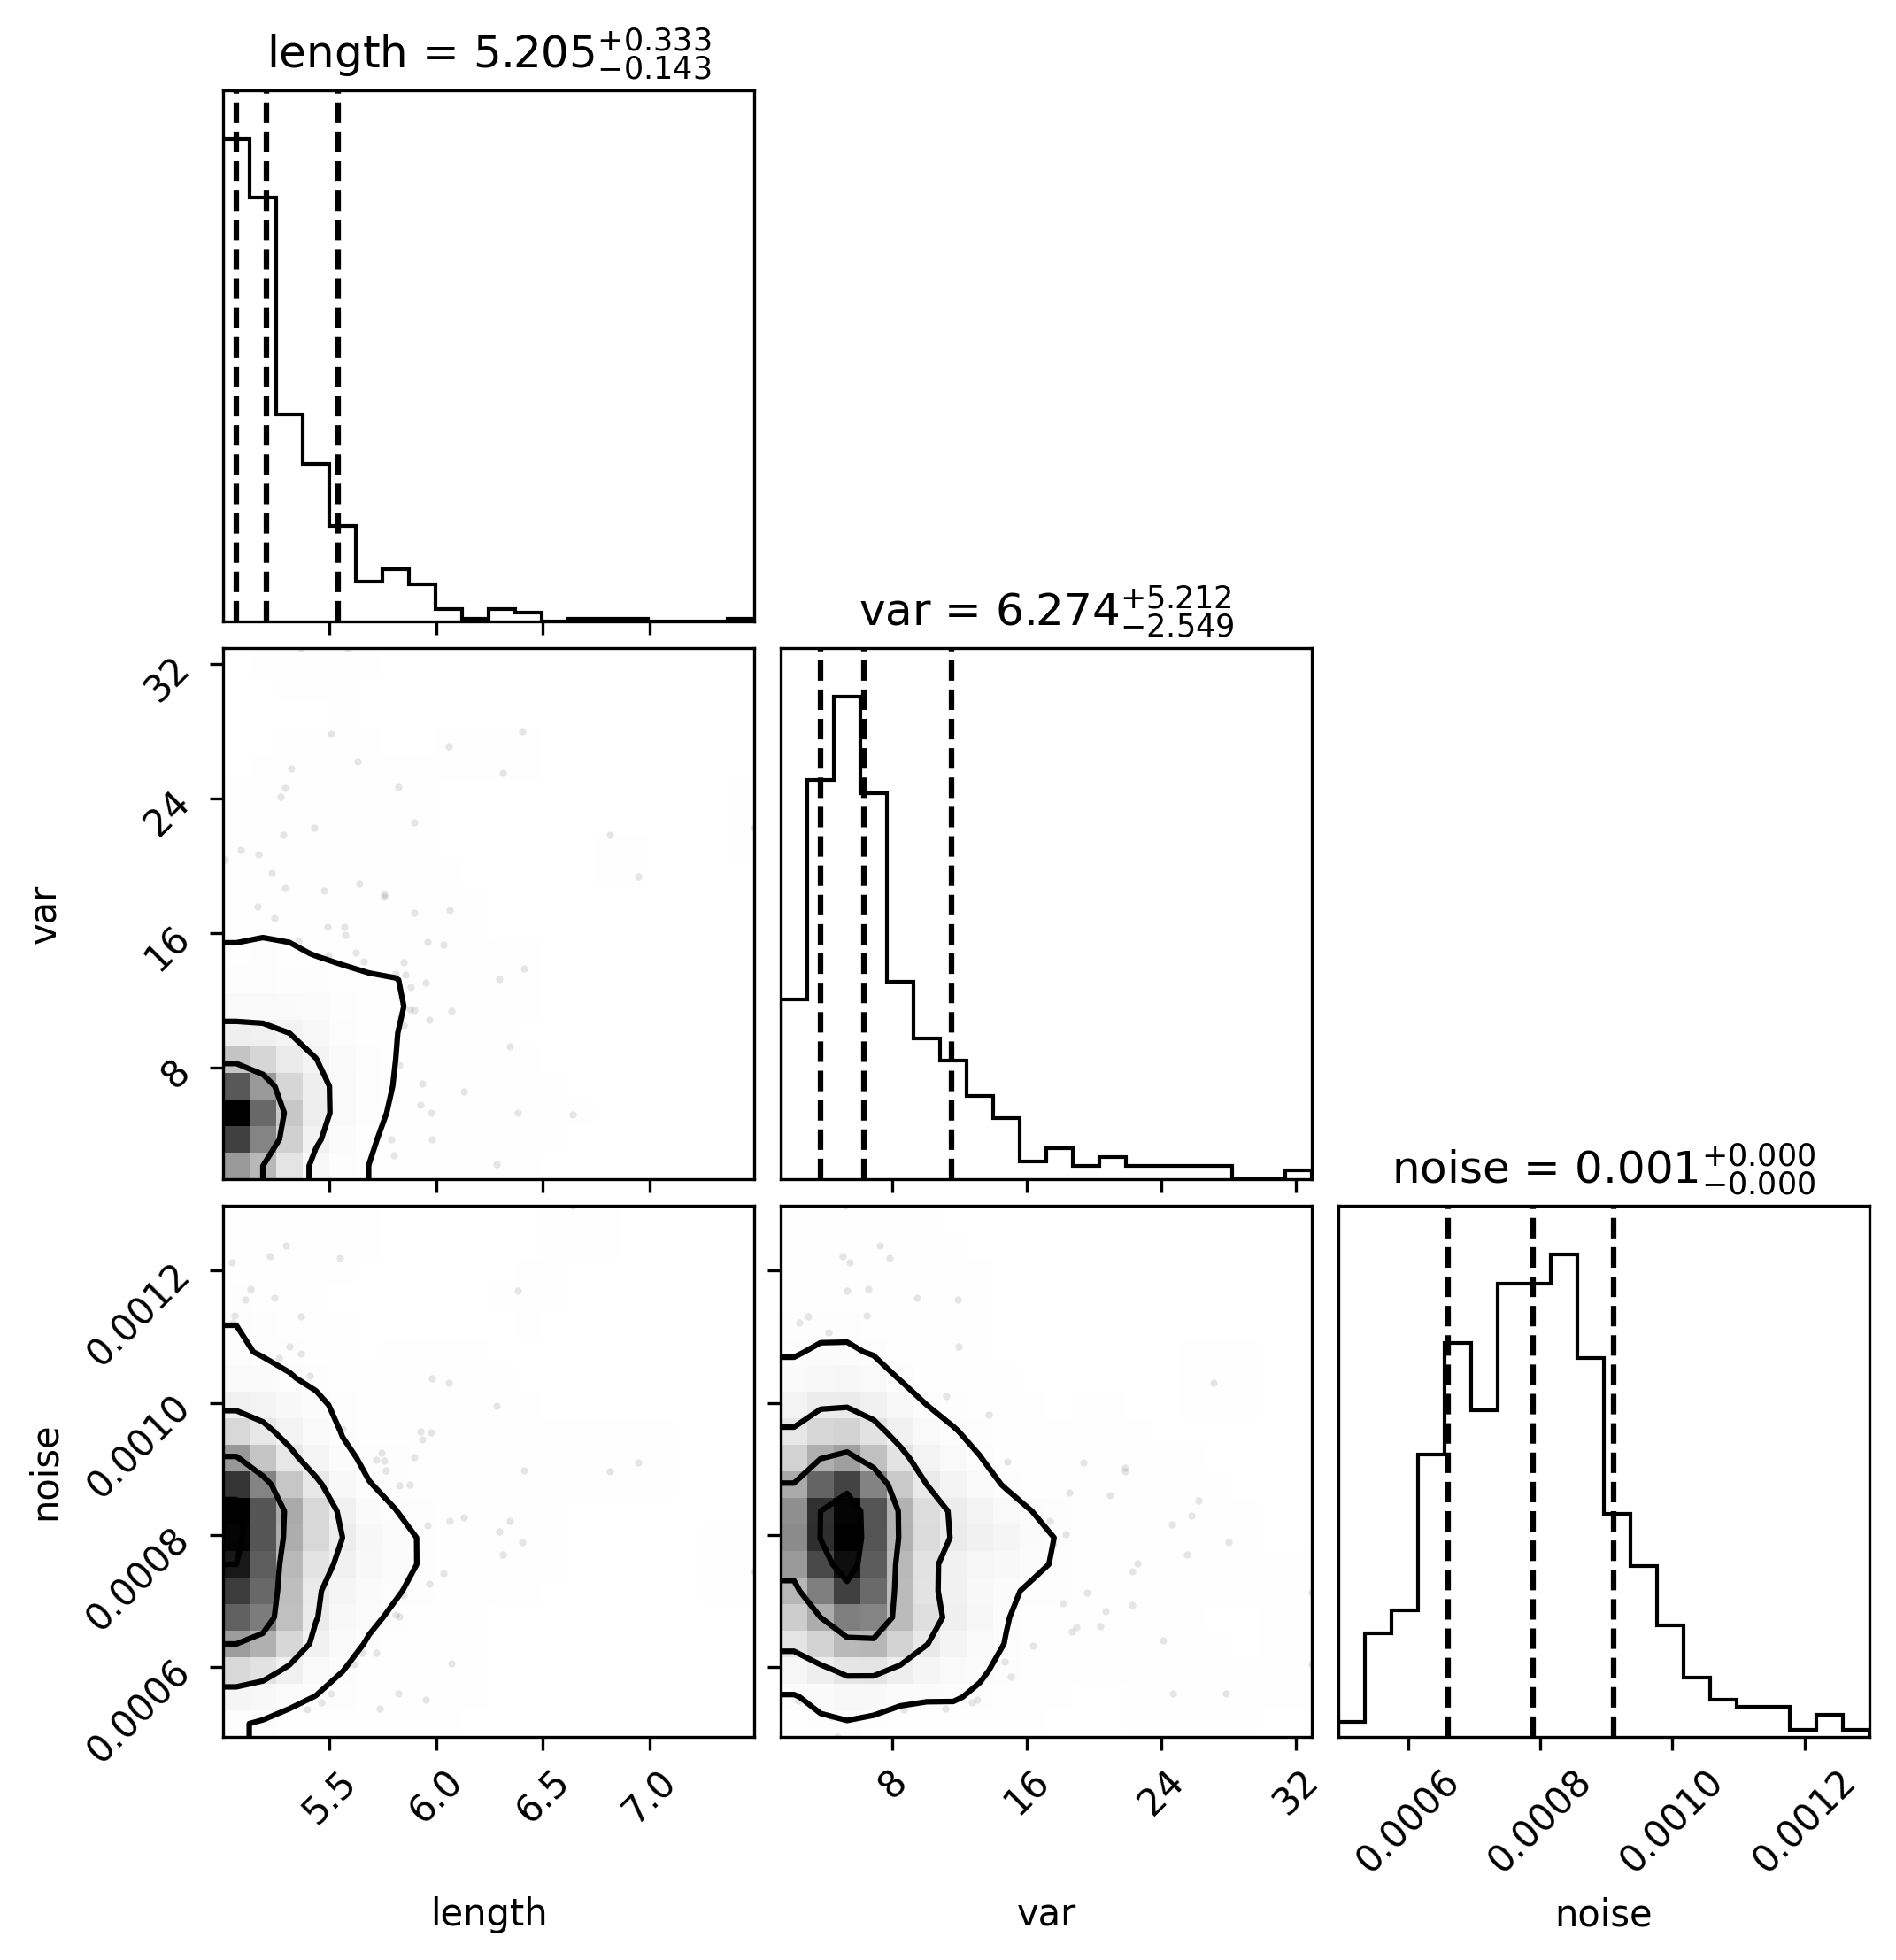 length = 5.205+0.333−0.143
var = 6.274+5.212−2.549
32
24
16
8
var
noise = 0.001+0.000−0.000
0.0012
0.0010
0.0008
0.0006
noise
5.5 6.0 6.5 7.0
8 16 24 32
0.0006 0.0008 0.0010 0.0012
length
var
noise